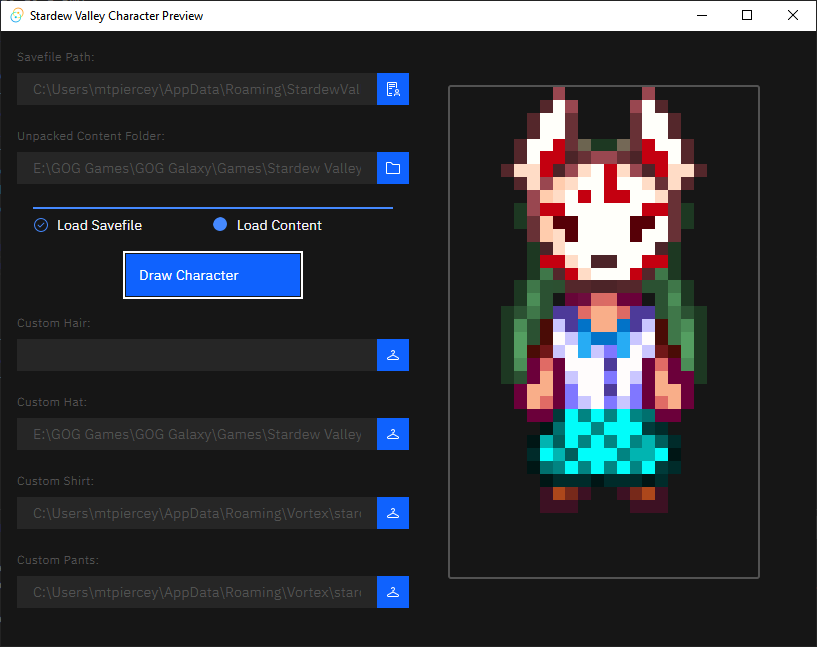 Stardew Valley Character Preview
Savefile Path:
C:\Users\mtpiercey\AppData\Roaming\StardewVal
Unpacked Content Folder:
E:\GOG Games\GOG Galaxy\Games\Stardew Valley
Load Savefile
Load Content
Draw Character
Custom Hair:
Custom Hat:
E:\GOG Games\GOG Galaxy\Games\Stardew Valley
Custom Shirt:
C:\Users\mtpiercey\AppData\Roaming\Vortex\star
Custom Pants:
C:\Users\mtpiercey\AppData\Roaming\Vortex\star